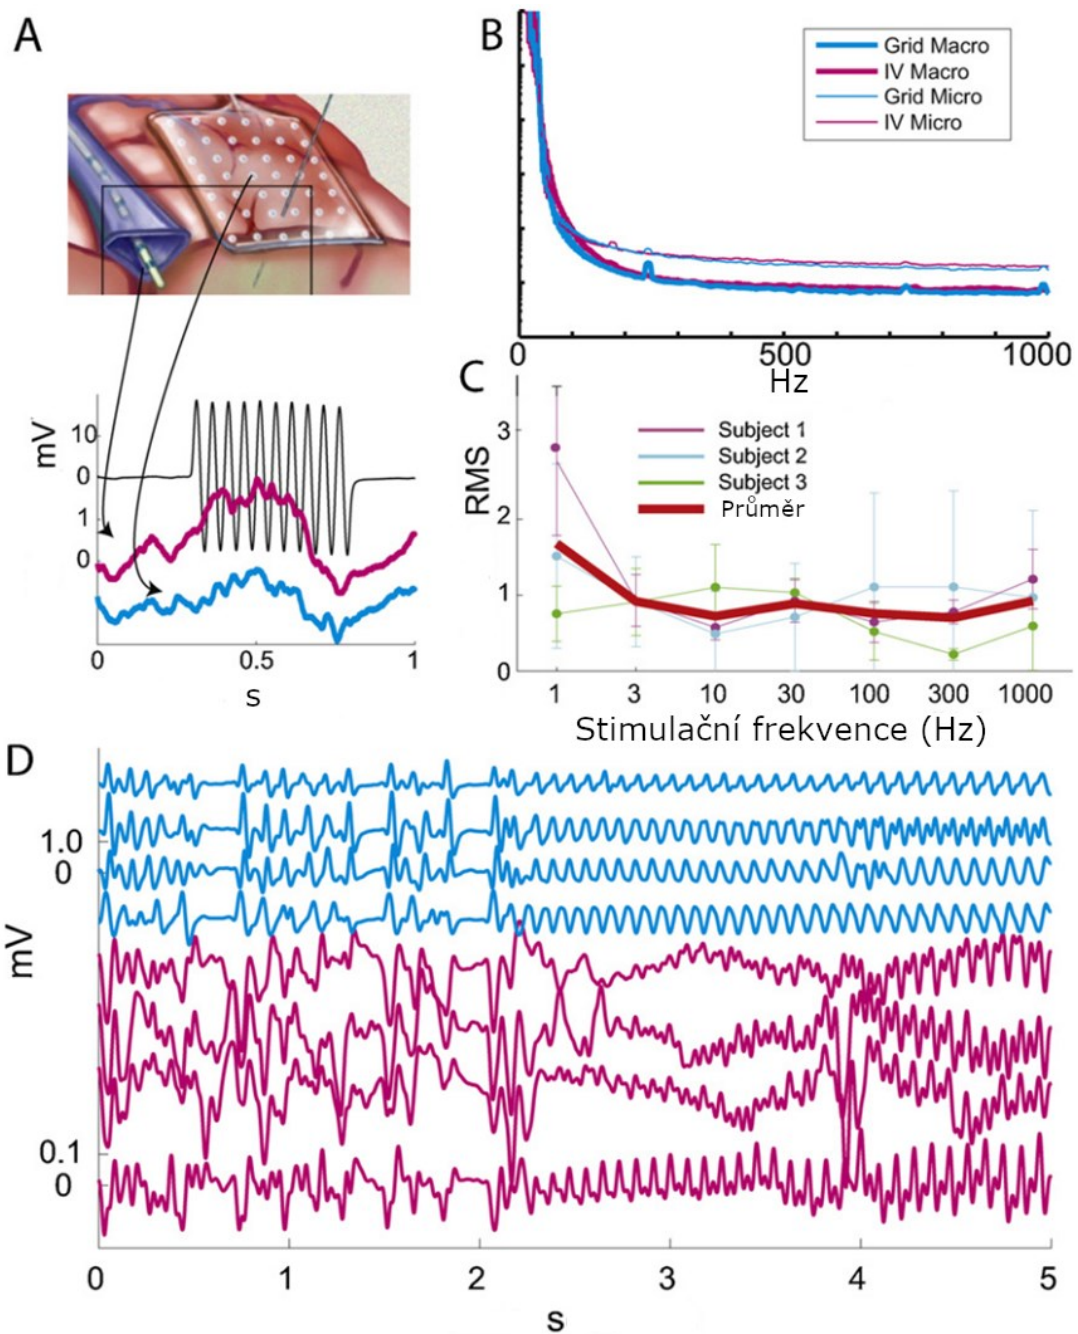 A
B
Grid Macro
IV Macro
Grid Micro
IV Micro
0 500 1000
Hz
mV
10
0
1
0
0 0.5 1
s
C
RMS
3
2
1
0
Subject 1
Subject 2
Subject 3
Průměr
1 3 10 30 100 300 1000
Stimulační frekvence (Hz)
D
mV
1.0
0
0.1
0
0 1 2 3 4 5
s